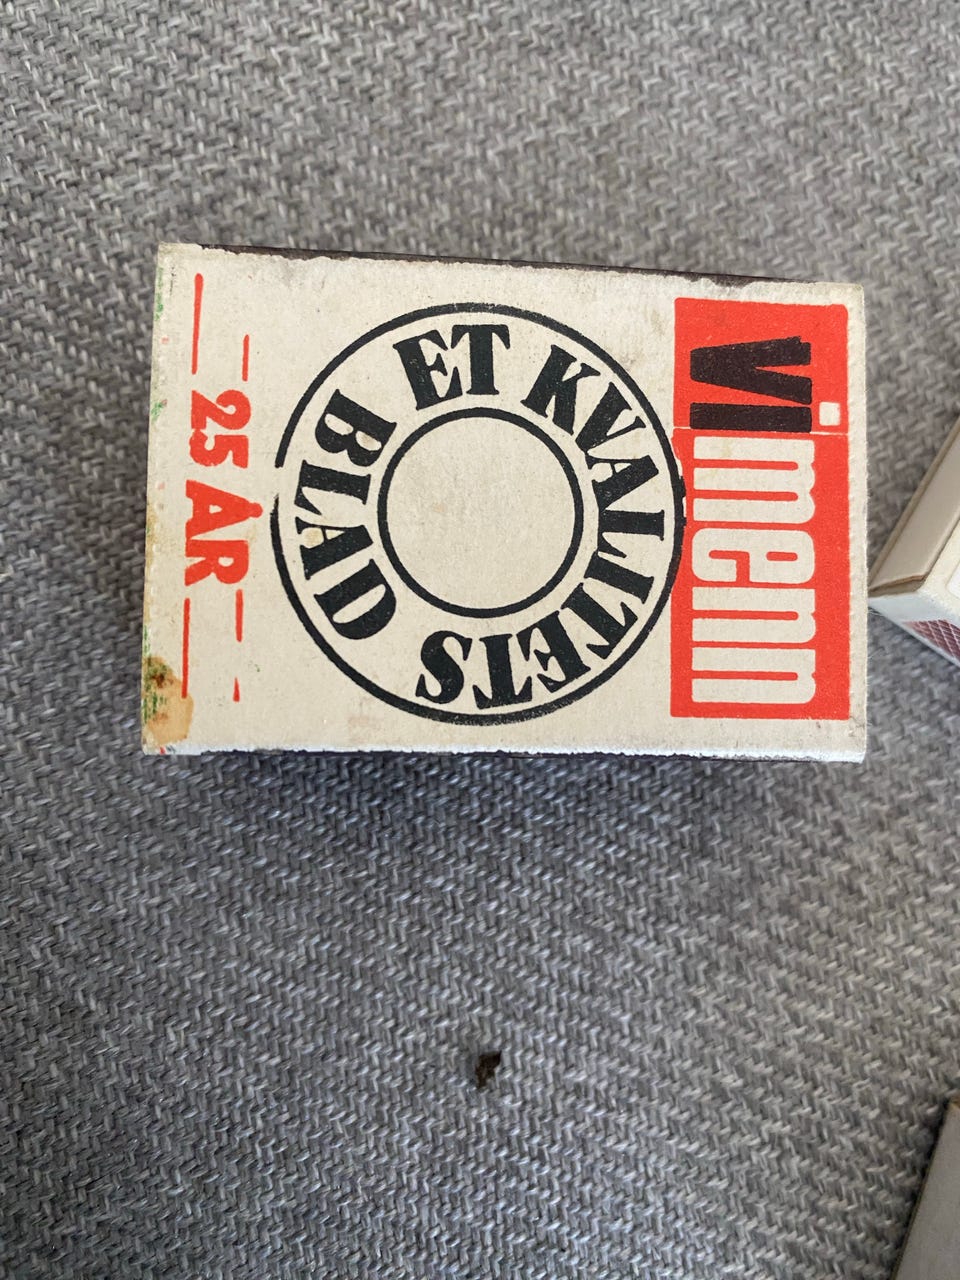 vi menn
ET KVALITETS BLAD
25 ÅR